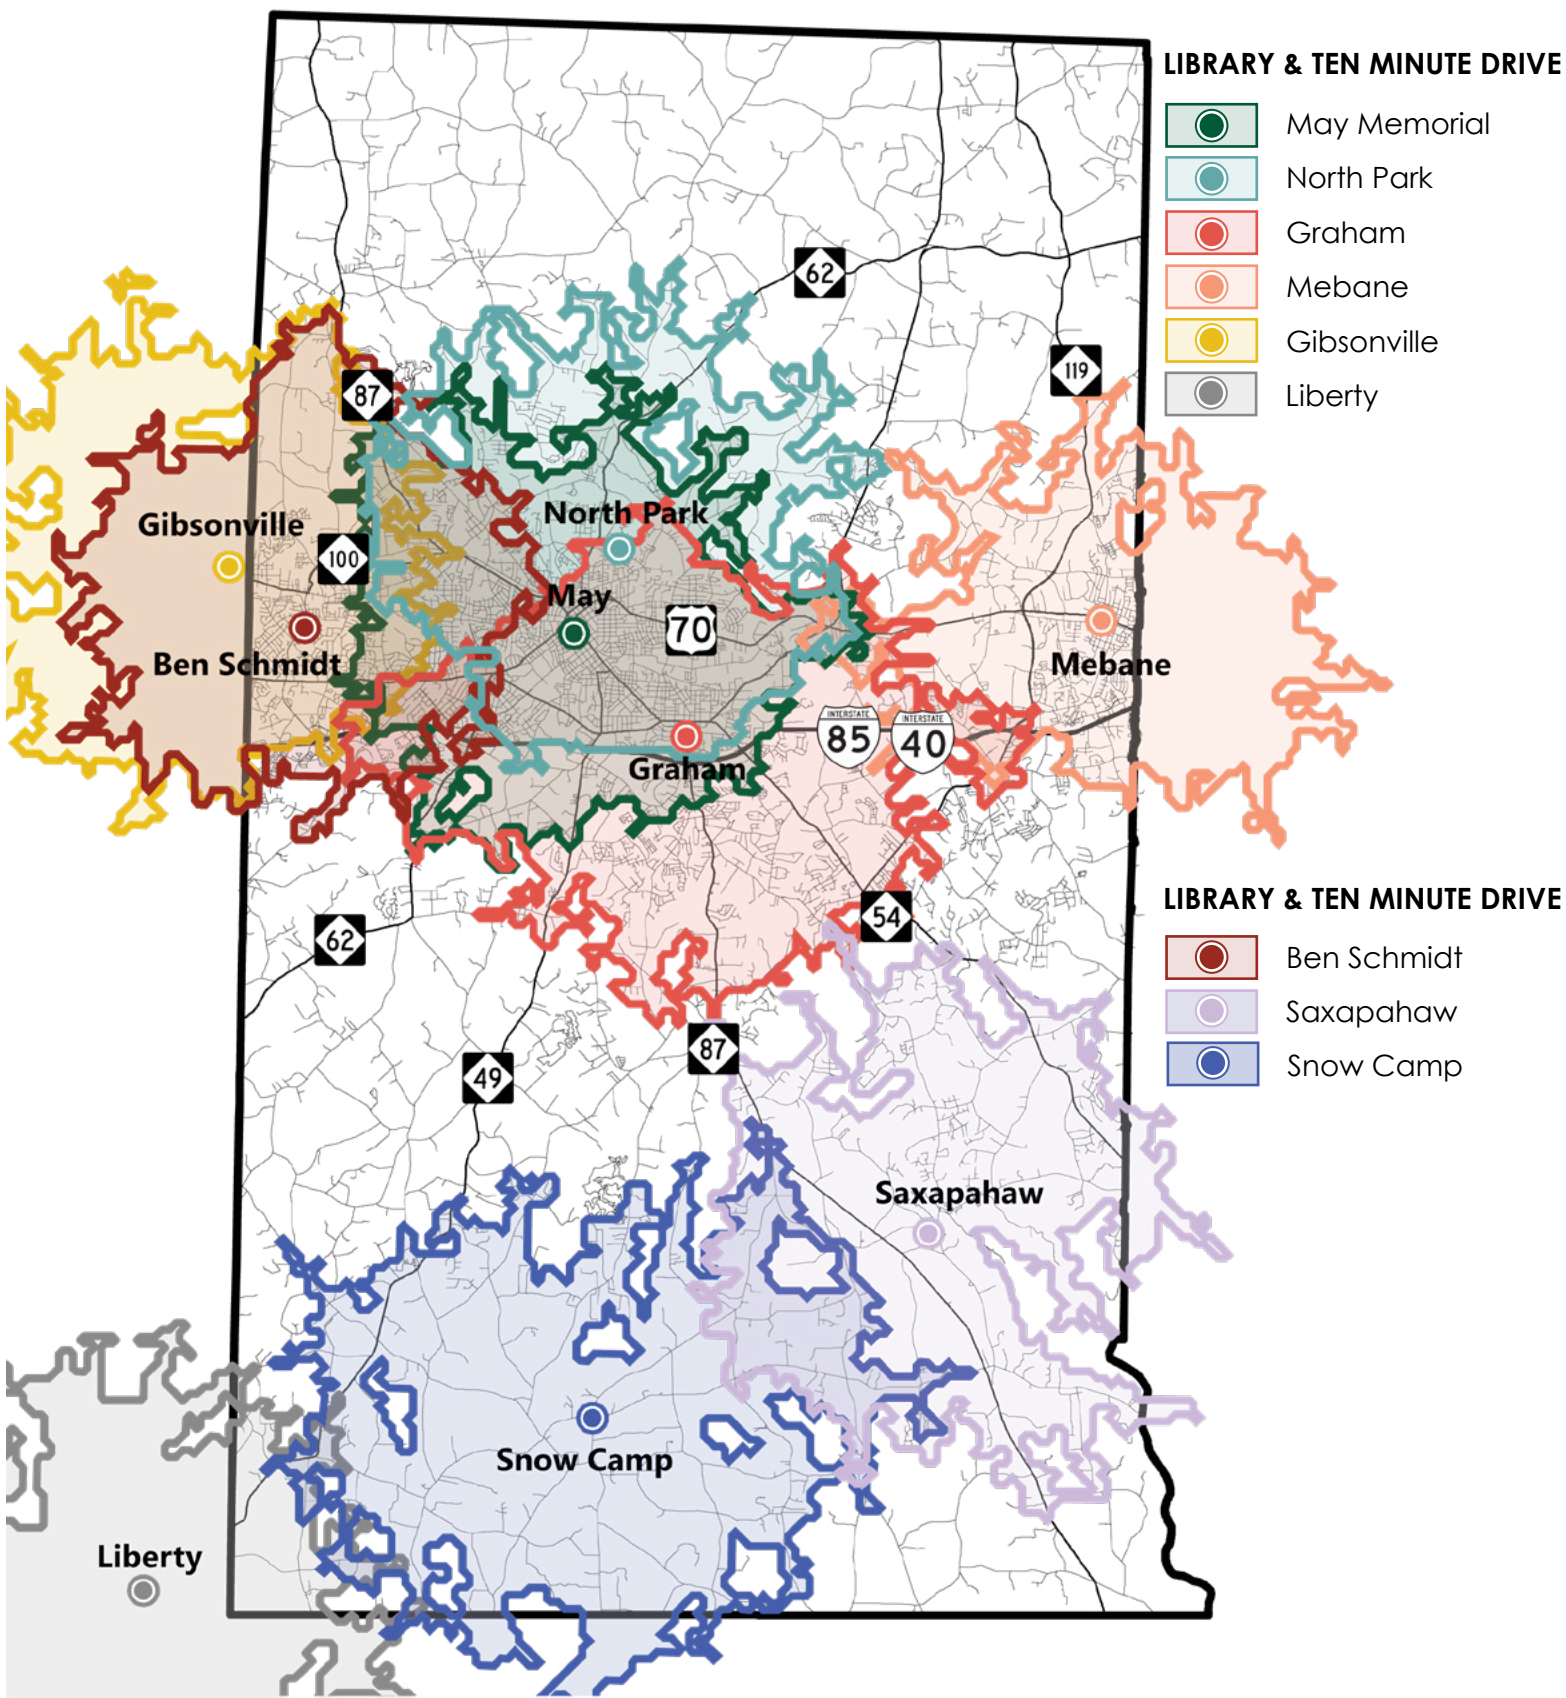 LIBRARY & TEN MINUTE DRIVE
May Memorial
North Park
Graham
Mebane
Gibsonville
Liberty
62
119
87
Gibsonville
North Park
100
May
70
Ben Schmidt
Mebane
INTERSTATE
85
INTERSTATE
40
Graham
LIBRARY & TEN MINUTE DRIVE
Ben Schmidt
Saxapahaw
Snow Camp
54
62
87
49
Saxapahaw
Snow Camp
Liberty